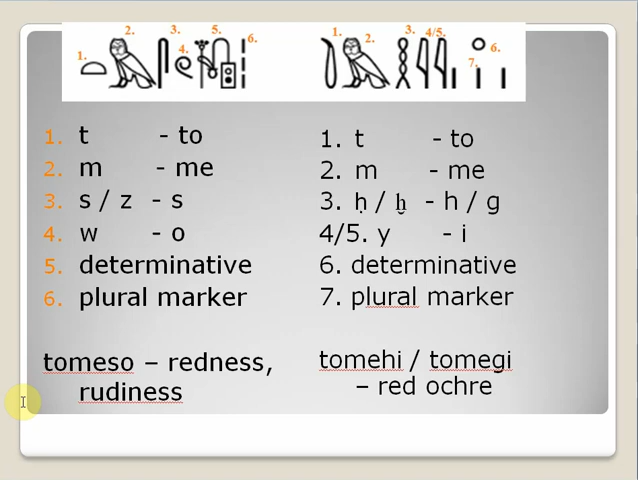 1. 2. 3. 4. 5. 6.
1. 2. 3. 4/5. 6. 7.
1. t - to
2. m - me
3. s / z - s
4. w - o
5. determinative
6. plural marker
tomeso – redness,
rudiness
1. t - to
2. m - me
3. ḥ / ẖ - h / g
4/5. y - i
6. determinative
7. plural marker
tomehi / tomegi
– red ochre